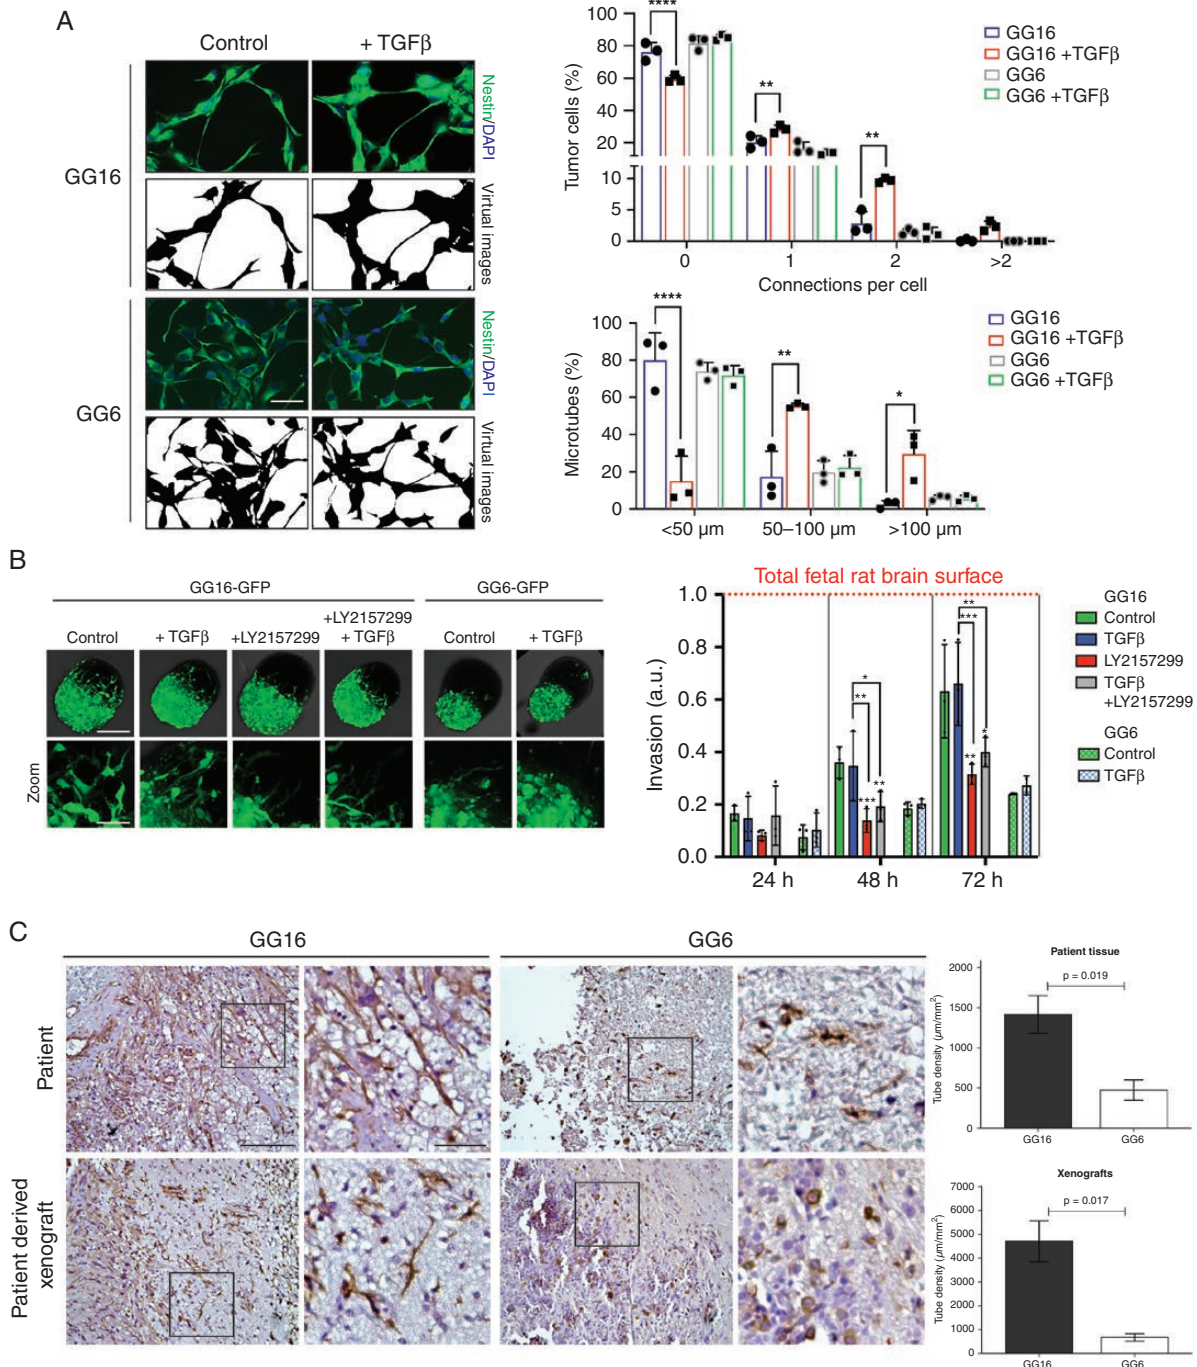 A
Control
+ TGFβ
GG16
GG6
Nestin/DAPI
Virtual images
Nestin/DAPI
Virtual images
Tumor cells (%)
100
80
60
40
20
10
5
0
****
**
**
0
1
2
>2
Connections per cell
GG16
GG16 +TGFβ
GG6
GG6 +TGFβ
Microtubes (%)
100
80
60
40
20
0
****
**
*
<50 µm
50–100 µm
>100 µm
GG16
GG16 +TGFβ
GG6
GG6 +TGFβ
B
GG16-GFP
GG6-GFP
Control
+ TGFβ
+LY2157299
+LY2157299
+ TGFβ
Control
+ TGFβ
Zoom
Total fetal rat brain surface
Invasion (a.u.)
1.0
0.8
0.6
0.4
0.2
0.0
*
**
***
**
**
***
**
*
24 h
48 h
72 h
GG16
Control
TGFβ
LY2157299
TGFβ
+LY2157299
GG6
Control
TGFβ
C
GG16
GG6
Patient
Patient derived
xenograft
Patient tissue
p = 0.019
Tube density (µm/mm²)
2000
1500
1000
500
0
GG16
GG6
Xenografts
p = 0.017
Tube density (µm/mm²)
7000
6000
5000
4000
3000
2000
1000
0
GG16
GG6